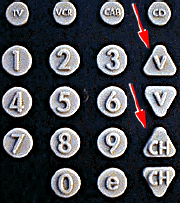 TV VCR CAB CD
1 2 3 V
4 5 6 V
7 8 9 CH
0 e CH